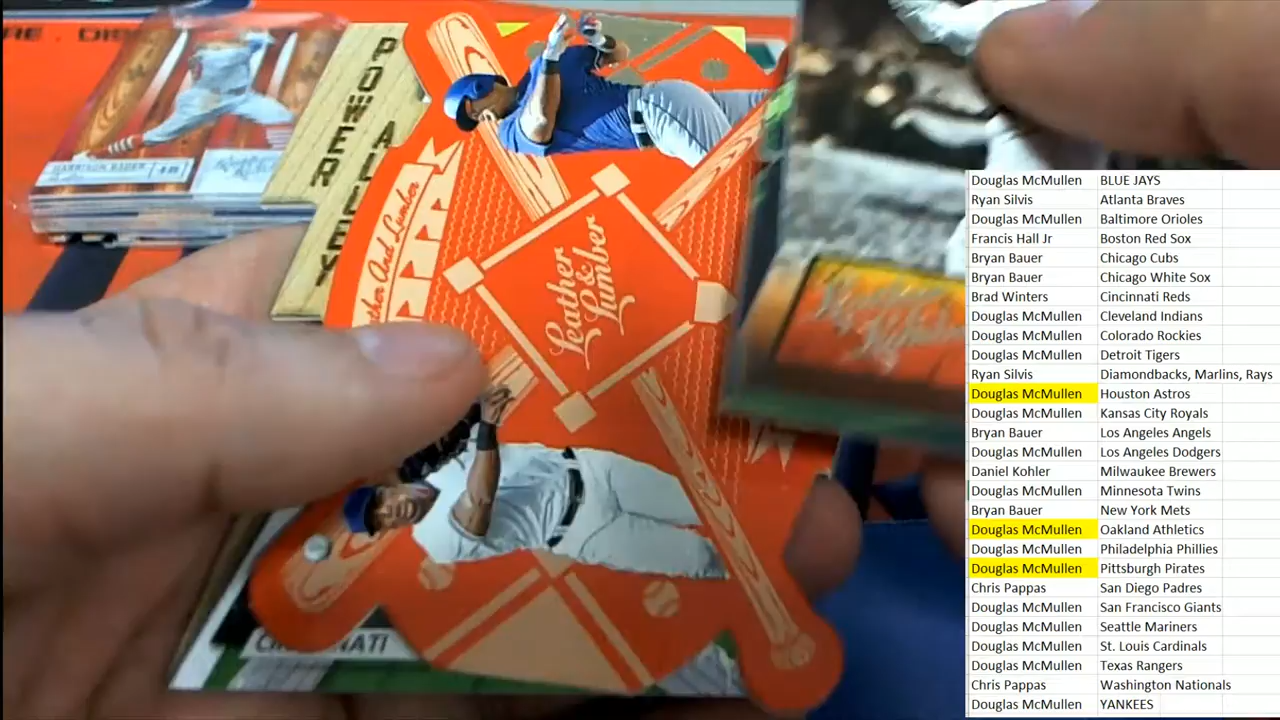 POWER ALLEY
HARRISON BADER
Leather And Lumber
Leather
&
Lumber
CINCINNATI
Douglas McMullen BLUE JAYS
Ryan Silvis Atlanta Braves
Douglas McMullen Baltimore Orioles
Francis Hall Jr Boston Red Sox
Bryan Bauer Chicago Cubs
Bryan Bauer Chicago White Sox
Brad Winters Cincinnati Reds
Douglas McMullen Cleveland Indians
Douglas McMullen Colorado Rockies
Douglas McMullen Detroit Tigers
Ryan Silvis Diamondbacks, Marlins, Rays
Douglas McMullen Houston Astros
Douglas McMullen Kansas City Royals
Bryan Bauer Los Angeles Angels
Douglas McMullen Los Angeles Dodgers
Daniel Kohler Milwaukee Brewers
Douglas McMullen Minnesota Twins
Bryan Bauer New York Mets
Douglas McMullen Oakland Athletics
Douglas McMullen Philadelphia Phillies
Douglas McMullen Pittsburgh Pirates
Chris Pappas San Diego Padres
Douglas McMullen San Francisco Giants
Douglas McMullen Seattle Mariners
Douglas McMullen St. Louis Cardinals
Douglas McMullen Texas Rangers
Chris Pappas Washington Nationals
Douglas McMullen YANKEES